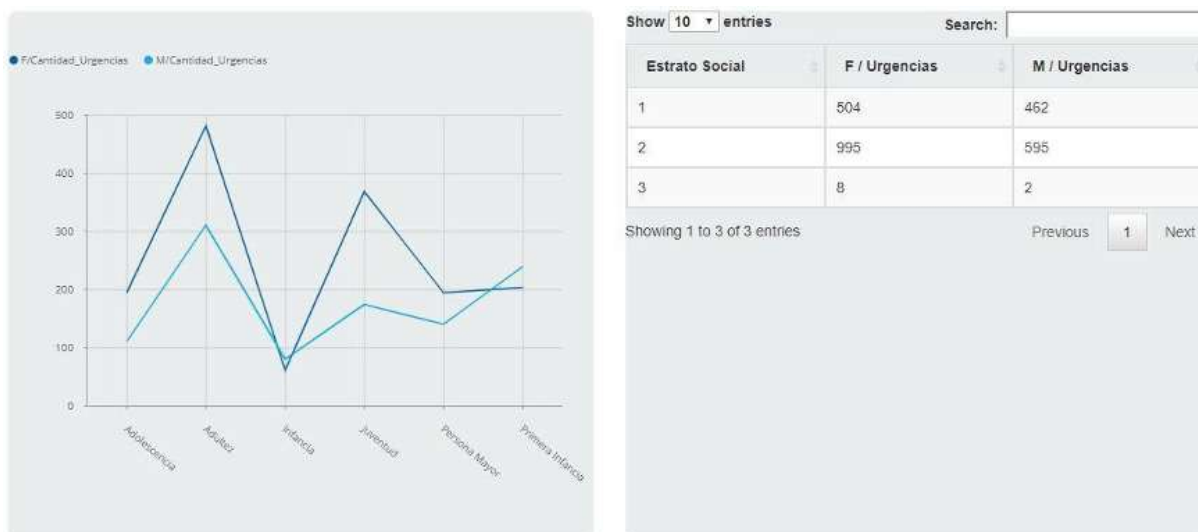 F/Cantidad_Urgencias M/Cantidad_Urgencias
500
400
300
200
100
0
Adolescencia
Adultez
Infancia
Juventud
Persona Mayor
Primera Infancia
Show 10 entries Search:
Estrato Social F / Urgencias M / Urgencias
1 504 462
2 995 595
3 8 2
Showing 1 to 3 of 3 entries Previous 1 Next